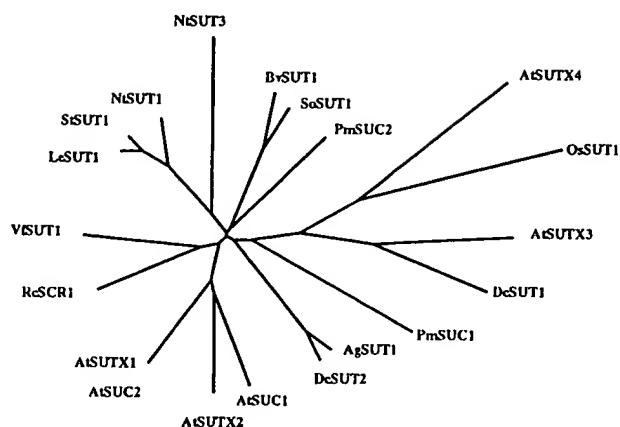 NtSUT3
BvSUT1
AtSUTX4
NtSUT1
SoSUT1
StSUT1
PmSUC2
LeSUT1
OsSUT1
VfSUT1
AtSUTX3
RcSCR1
DcSUT1
PmSUC1
AgSUT1
AtSUTX1
DcSUT2
AtSUC2
AtSUC1
AtSUTX2